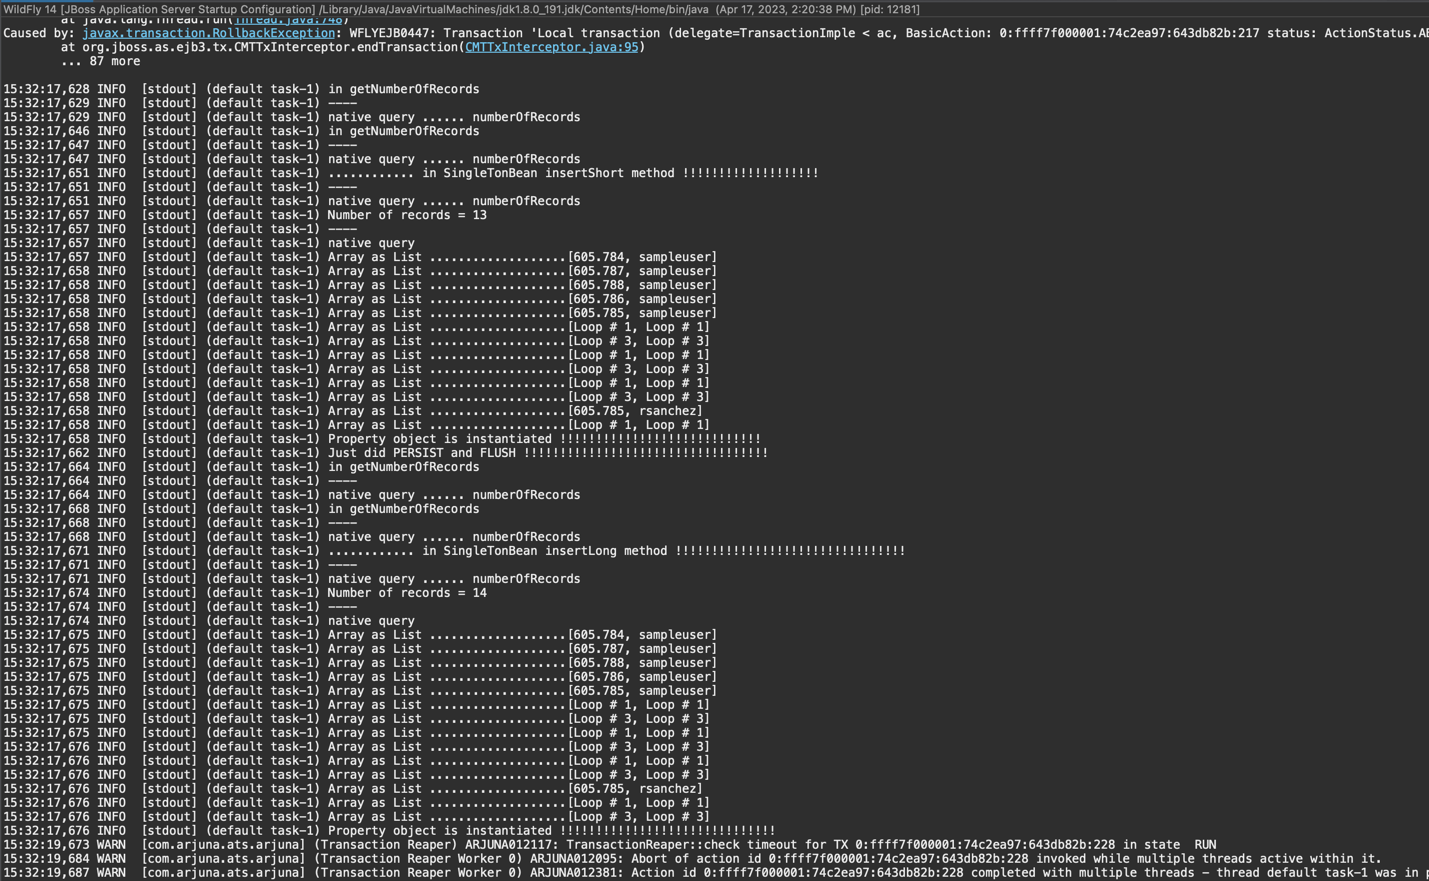 WildFly 14 [JBoss Application Server Startup Configuration] /Library/Java/JavaVirtualMachines/jdk1.8.0_191.jdk/Contents/Home/bin/java  (Apr 17, 2023, 2:20:38 PM) [pid: 12181]
at java.lang.Thread.run(Thread.java:748)
Caused by: javax.transaction.RollbackException: WFLYEJB0447: Transaction 'Local transaction (delegate=TransactionImple < ac, BasicAction: 0:ffff7f000001:74c2ea97:643db82b:217 status: ActionStatus.AB
at org.jboss.as.ejb3.tx.CMTTxInterceptor.endTransaction(CMTTxInterceptor.java:95)
... 87 more
15:32:17,628 INFO  [stdout] (default task-1) in getNumberOfRecords
15:32:17,629 INFO  [stdout] (default task-1) ----
15:32:17,629 INFO  [stdout] (default task-1) native query ...... numberOfRecords
15:32:17,646 INFO  [stdout] (default task-1) in getNumberOfRecords
15:32:17,647 INFO  [stdout] (default task-1) ----
15:32:17,647 INFO  [stdout] (default task-1) native query ...... numberOfRecords
15:32:17,651 INFO  [stdout] (default task-1) ............ in SingleTonBean insertShort method !!!!!!!!!!!!!!!!!!!
15:32:17,651 INFO  [stdout] (default task-1) ----
15:32:17,651 INFO  [stdout] (default task-1) native query ...... numberOfRecords
15:32:17,657 INFO  [stdout] (default task-1) Number of records = 13
15:32:17,657 INFO  [stdout] (default task-1) ----
15:32:17,657 INFO  [stdout] (default task-1) native query
15:32:17,657 INFO  [stdout] (default task-1) Array as List ...................[605.784, sampleuser]
15:32:17,658 INFO  [stdout] (default task-1) Array as List ...................[605.787, sampleuser]
15:32:17,658 INFO  [stdout] (default task-1) Array as List ...................[605.788, sampleuser]
15:32:17,658 INFO  [stdout] (default task-1) Array as List ...................[605.786, sampleuser]
15:32:17,658 INFO  [stdout] (default task-1) Array as List ...................[605.785, sampleuser]
15:32:17,658 INFO  [stdout] (default task-1) Array as List ...................[Loop # 1, Loop # 1]
15:32:17,658 INFO  [stdout] (default task-1) Array as List ...................[Loop # 3, Loop # 3]
15:32:17,658 INFO  [stdout] (default task-1) Array as List ...................[Loop # 1, Loop # 1]
15:32:17,658 INFO  [stdout] (default task-1) Array as List ...................[Loop # 3, Loop # 3]
15:32:17,658 INFO  [stdout] (default task-1) Array as List ...................[Loop # 1, Loop # 1]
15:32:17,658 INFO  [stdout] (default task-1) Array as List ...................[Loop # 3, Loop # 3]
15:32:17,658 INFO  [stdout] (default task-1) Array as List ...................[605.785, rsanchez]
15:32:17,658 INFO  [stdout] (default task-1) Array as List ...................[Loop # 1, Loop # 1]
15:32:17,658 INFO  [stdout] (default task-1) Property object is instantiated !!!!!!!!!!!!!!!!!!!!!!!!!!!!
15:32:17,662 INFO  [stdout] (default task-1) Just did PERSIST and FLUSH !!!!!!!!!!!!!!!!!!!!!!!!!!!!!!!!!!
15:32:17,664 INFO  [stdout] (default task-1) in getNumberOfRecords
15:32:17,664 INFO  [stdout] (default task-1) ----
15:32:17,664 INFO  [stdout] (default task-1) native query ...... numberOfRecords
15:32:17,668 INFO  [stdout] (default task-1) in getNumberOfRecords
15:32:17,668 INFO  [stdout] (default task-1) ----
15:32:17,668 INFO  [stdout] (default task-1) native query ...... numberOfRecords
15:32:17,671 INFO  [stdout] (default task-1) ............ in SingleTonBean insertLong method !!!!!!!!!!!!!!!!!!!!!!!!!!!!!!!!
15:32:17,671 INFO  [stdout] (default task-1) ----
15:32:17,671 INFO  [stdout] (default task-1) native query ...... numberOfRecords
15:32:17,674 INFO  [stdout] (default task-1) Number of records = 14
15:32:17,674 INFO  [stdout] (default task-1) ----
15:32:17,674 INFO  [stdout] (default task-1) native query
15:32:17,675 INFO  [stdout] (default task-1) Array as List ...................[605.784, sampleuser]
15:32:17,675 INFO  [stdout] (default task-1) Array as List ...................[605.787, sampleuser]
15:32:17,675 INFO  [stdout] (default task-1) Array as List ...................[605.788, sampleuser]
15:32:17,675 INFO  [stdout] (default task-1) Array as List ...................[605.786, sampleuser]
15:32:17,675 INFO  [stdout] (default task-1) Array as List ...................[605.785, sampleuser]
15:32:17,675 INFO  [stdout] (default task-1) Array as List ...................[Loop # 1, Loop # 1]
15:32:17,675 INFO  [stdout] (default task-1) Array as List ...................[Loop # 3, Loop # 3]
15:32:17,675 INFO  [stdout] (default task-1) Array as List ...................[Loop # 1, Loop # 1]
15:32:17,676 INFO  [stdout] (default task-1) Array as List ...................[Loop # 3, Loop # 3]
15:32:17,676 INFO  [stdout] (default task-1) Array as List ...................[Loop # 1, Loop # 1]
15:32:17,676 INFO  [stdout] (default task-1) Array as List ...................[Loop # 3, Loop # 3]
15:32:17,676 INFO  [stdout] (default task-1) Array as List ...................[605.785, rsanchez]
15:32:17,676 INFO  [stdout] (default task-1) Array as List ...................[Loop # 1, Loop # 1]
15:32:17,676 INFO  [stdout] (default task-1) Array as List ...................[Loop # 3, Loop # 3]
15:32:17,676 INFO  [stdout] (default task-1) Property object is instantiated !!!!!!!!!!!!!!!!!!!!!!!!!!!!!!
15:32:19,673 WARN  [com.arjuna.ats.arjuna] (Transaction Reaper) ARJUNA012117: TransactionReaper::check timeout for TX 0:ffff7f000001:74c2ea97:643db82b:228 in state  RUN
15:32:19,684 WARN  [com.arjuna.ats.arjuna] (Transaction Reaper Worker 0) ARJUNA012095: Abort of action id 0:ffff7f000001:74c2ea97:643db82b:228 invoked while multiple threads active within it.
15:32:19,687 WARN  [com.arjuna.ats.arjuna] (Transaction Reaper Worker 0) ARJUNA012381: Action id 0:ffff7f000001:74c2ea97:643db82b:228 completed with multiple threads - thread default task-1 was in p